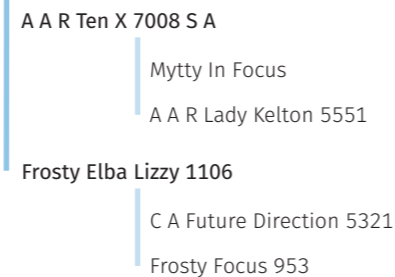 A A R Ten X 7008 S A
Mytty In Focus
A A R Lady Kelton 5551
Frosty Elba Lizzy 1106
C A Future Direction 5321
Frosty Focus 953